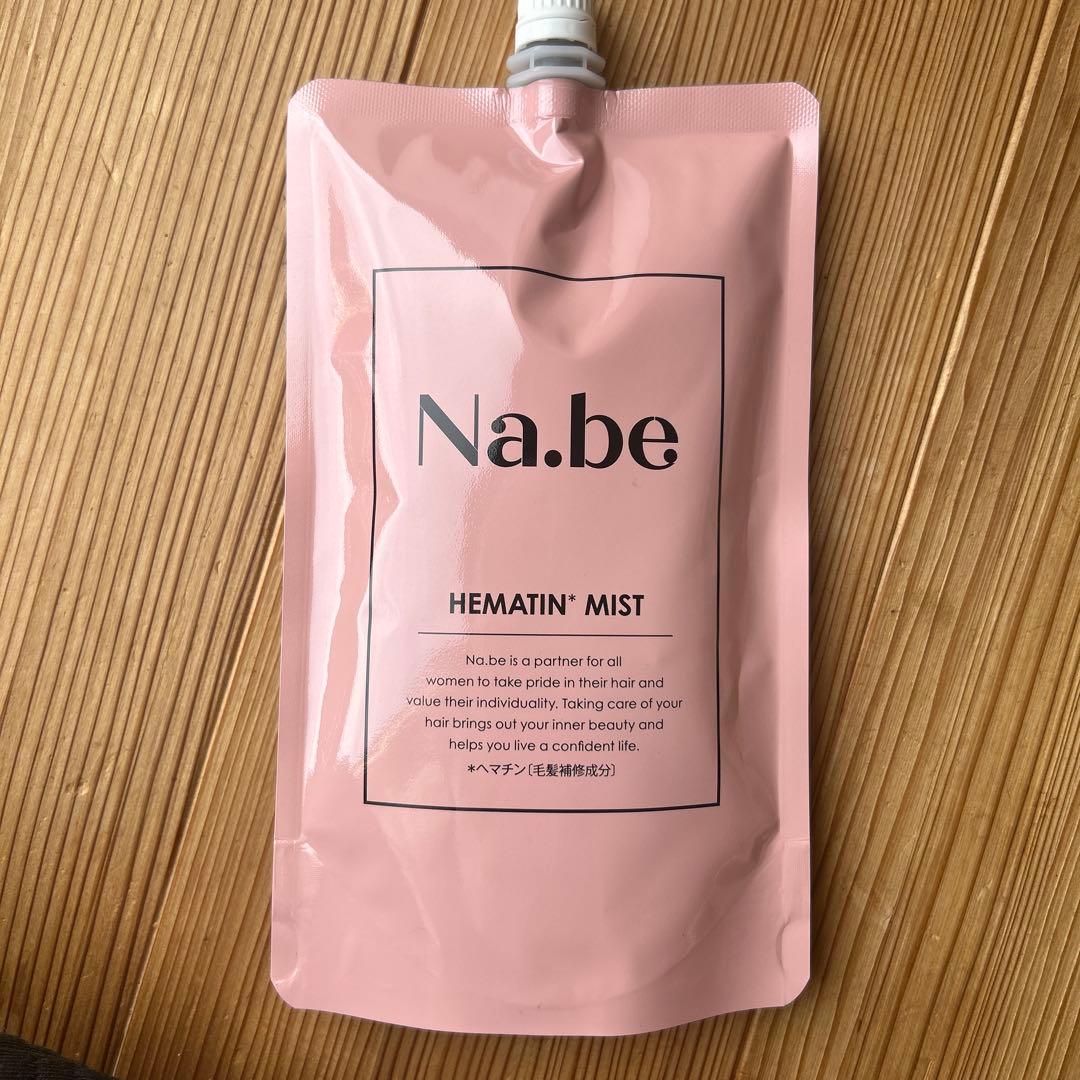 Na.be
HEMATIN* MIST
Na.be is a partner for all
women to take pride in their hair and
value their individuality. Taking care of your
hair brings out your inner beauty and
helps you live a confident life.
*ヘマチン〔毛髪補修成分〕